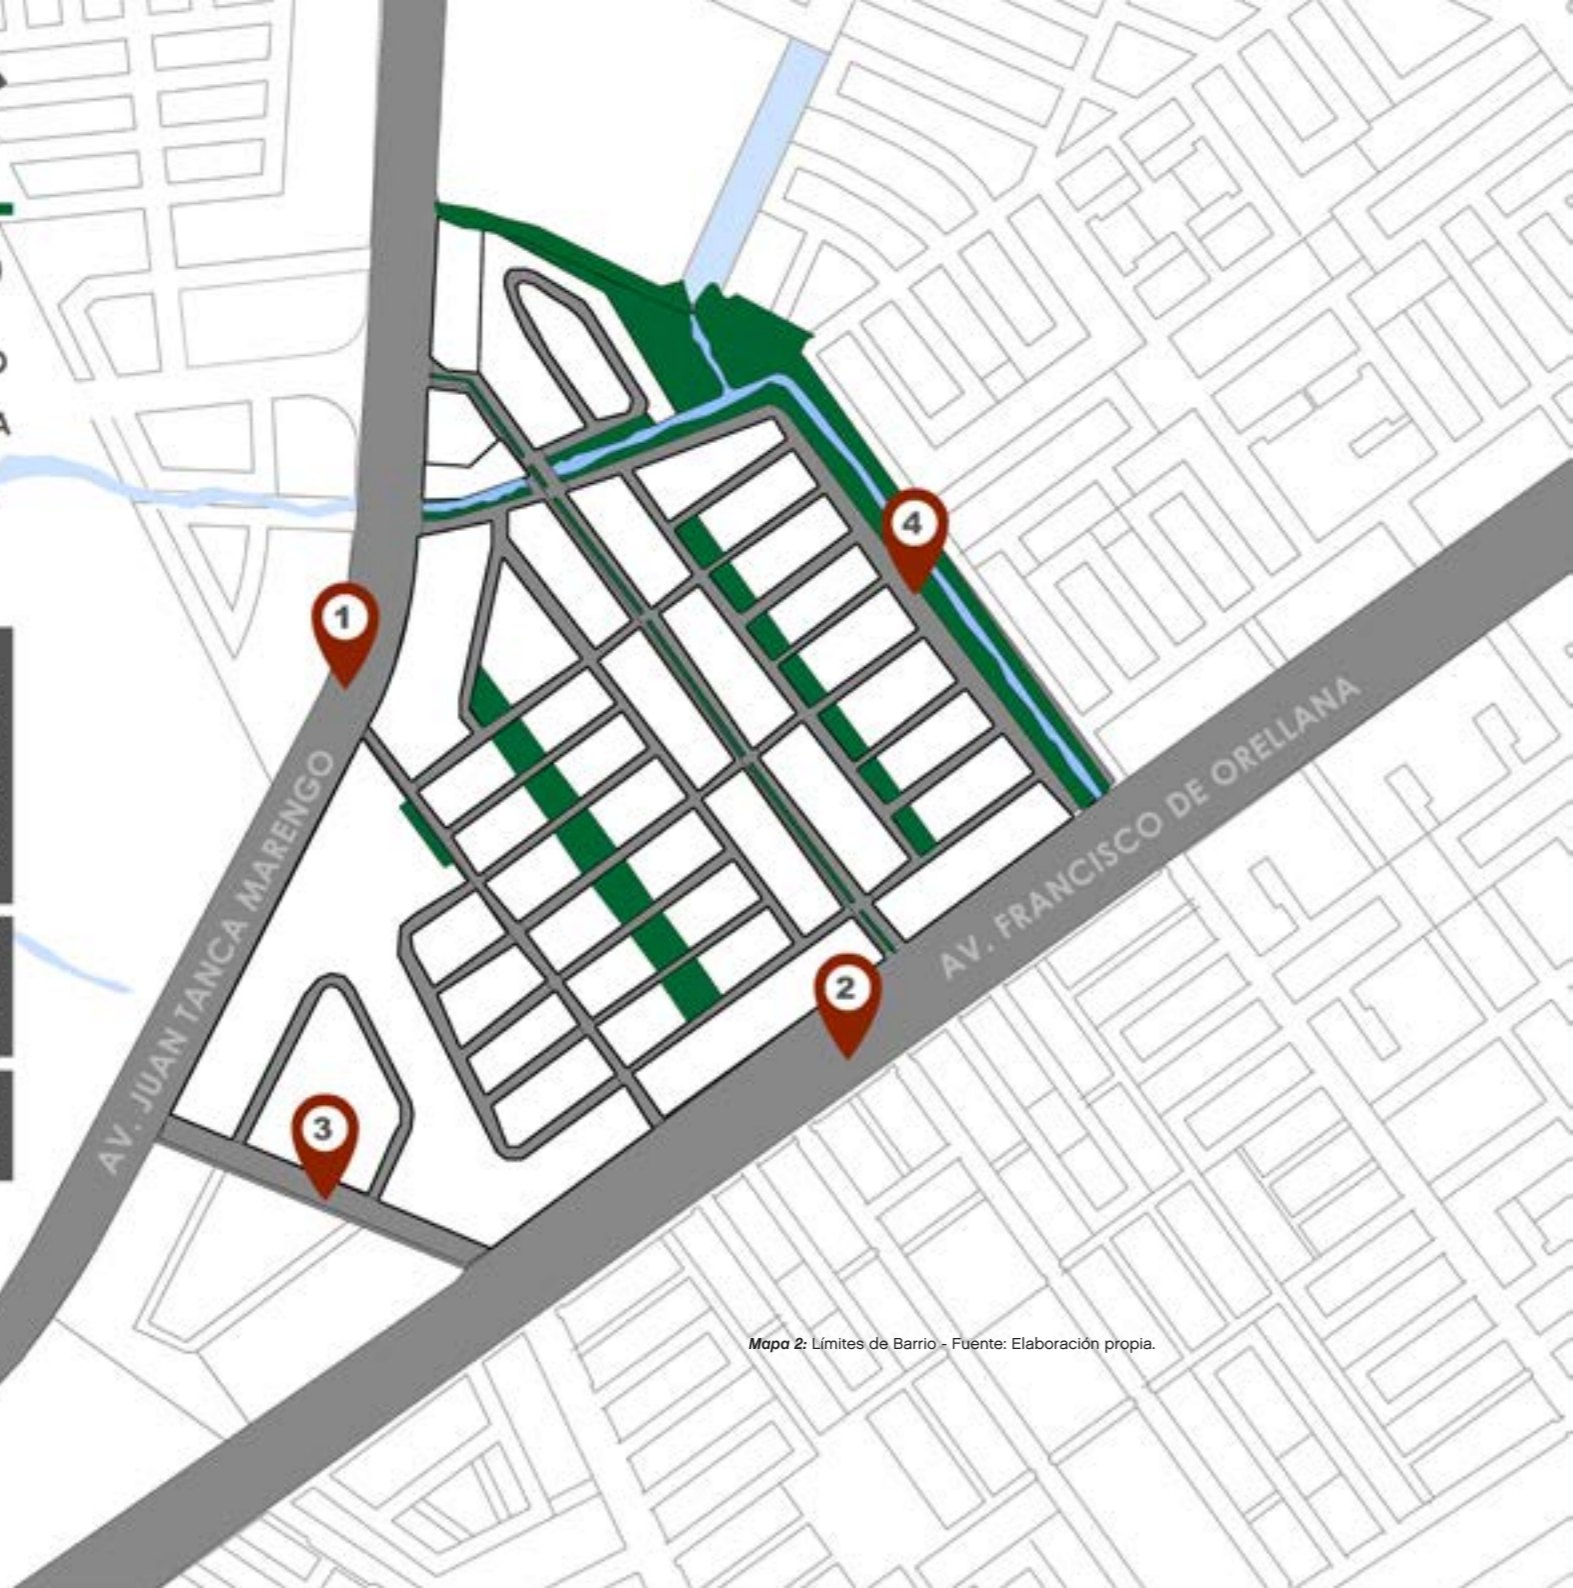 4
1
AV. JUAN TANCA MARENGO
AV. FRANCISCO DE ORELLANA
2
3
Mapa 2: Límites de Barrio - Fuente: Elaboración propia.